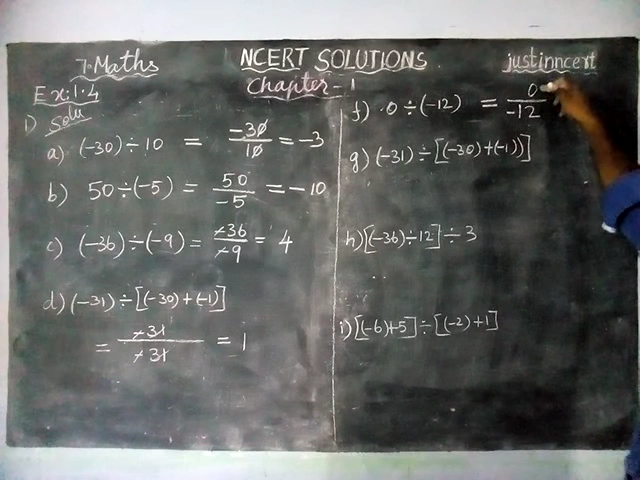 7. Maths
NCERT SOLUTIONS
justinncert
Chapter - 1
Ex: 1.4
1) Solu
a) (-30) ÷ 10 = -30/10 = -3
b) 50 ÷ (-5) = 50/-5 = -10
c) (-36) ÷ (-9) = -36/-9 = 4
d) (-31) ÷ [(-30) + (-1)]
= -31/-31 = 1
f) 0 ÷ (-12) = 0/-12
g) (-31) ÷ [(-30) + (-1))]
h) [(-36) ÷ 12] ÷ 3
i) [(-6) + 5] ÷ [(-2) + 1]